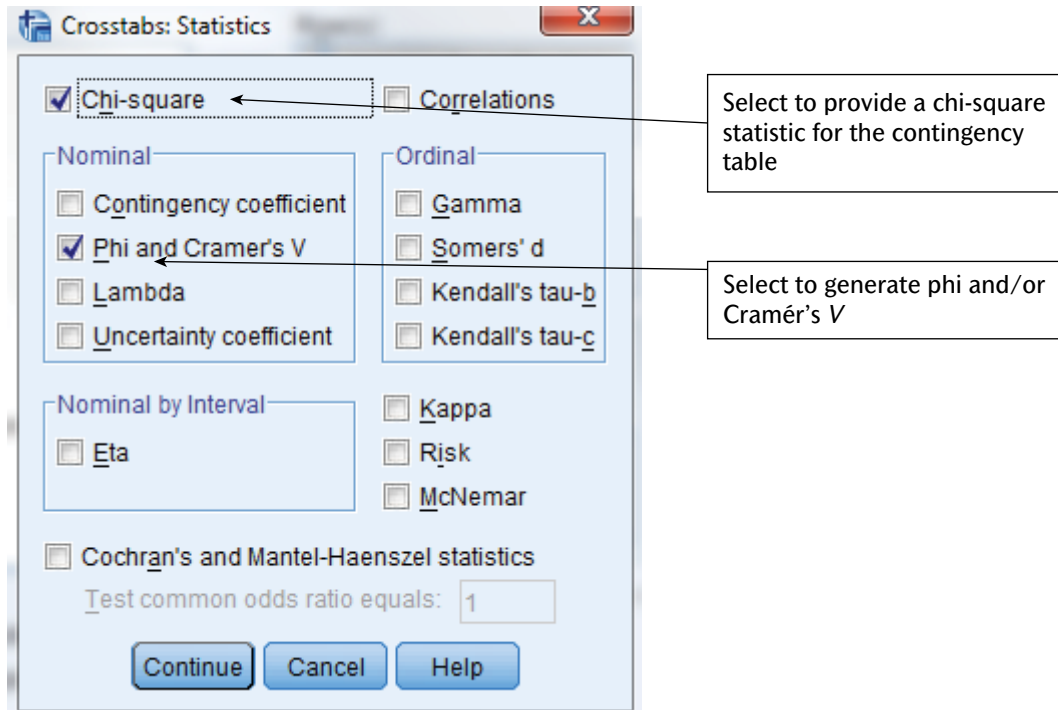 Crosstabs: Statistics
Chi-square
Correlations
Select to provide a chi-square
statistic for the contingency
table
Nominal
Contingency coefficient
Phi and Cramer's V
Lambda
Uncertainty coefficient
Ordinal
Gamma
Somers' d
Kendall's tau-b
Kendall's tau-c
Select to generate phi and/or
Cramér's V
Nominal by Interval
Eta
Kappa
Risk
McNemar
Cochran's and Mantel-Haenszel statistics
Test common odds ratio equals: 1
Continue Cancel Help